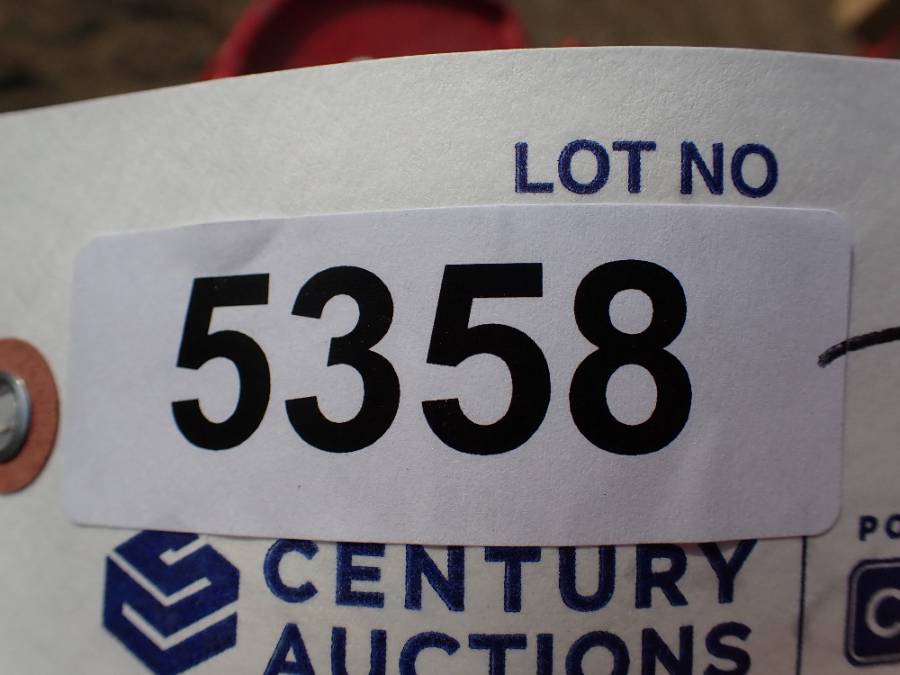 LOT NO
5358
CENTURY
AUCTIONS